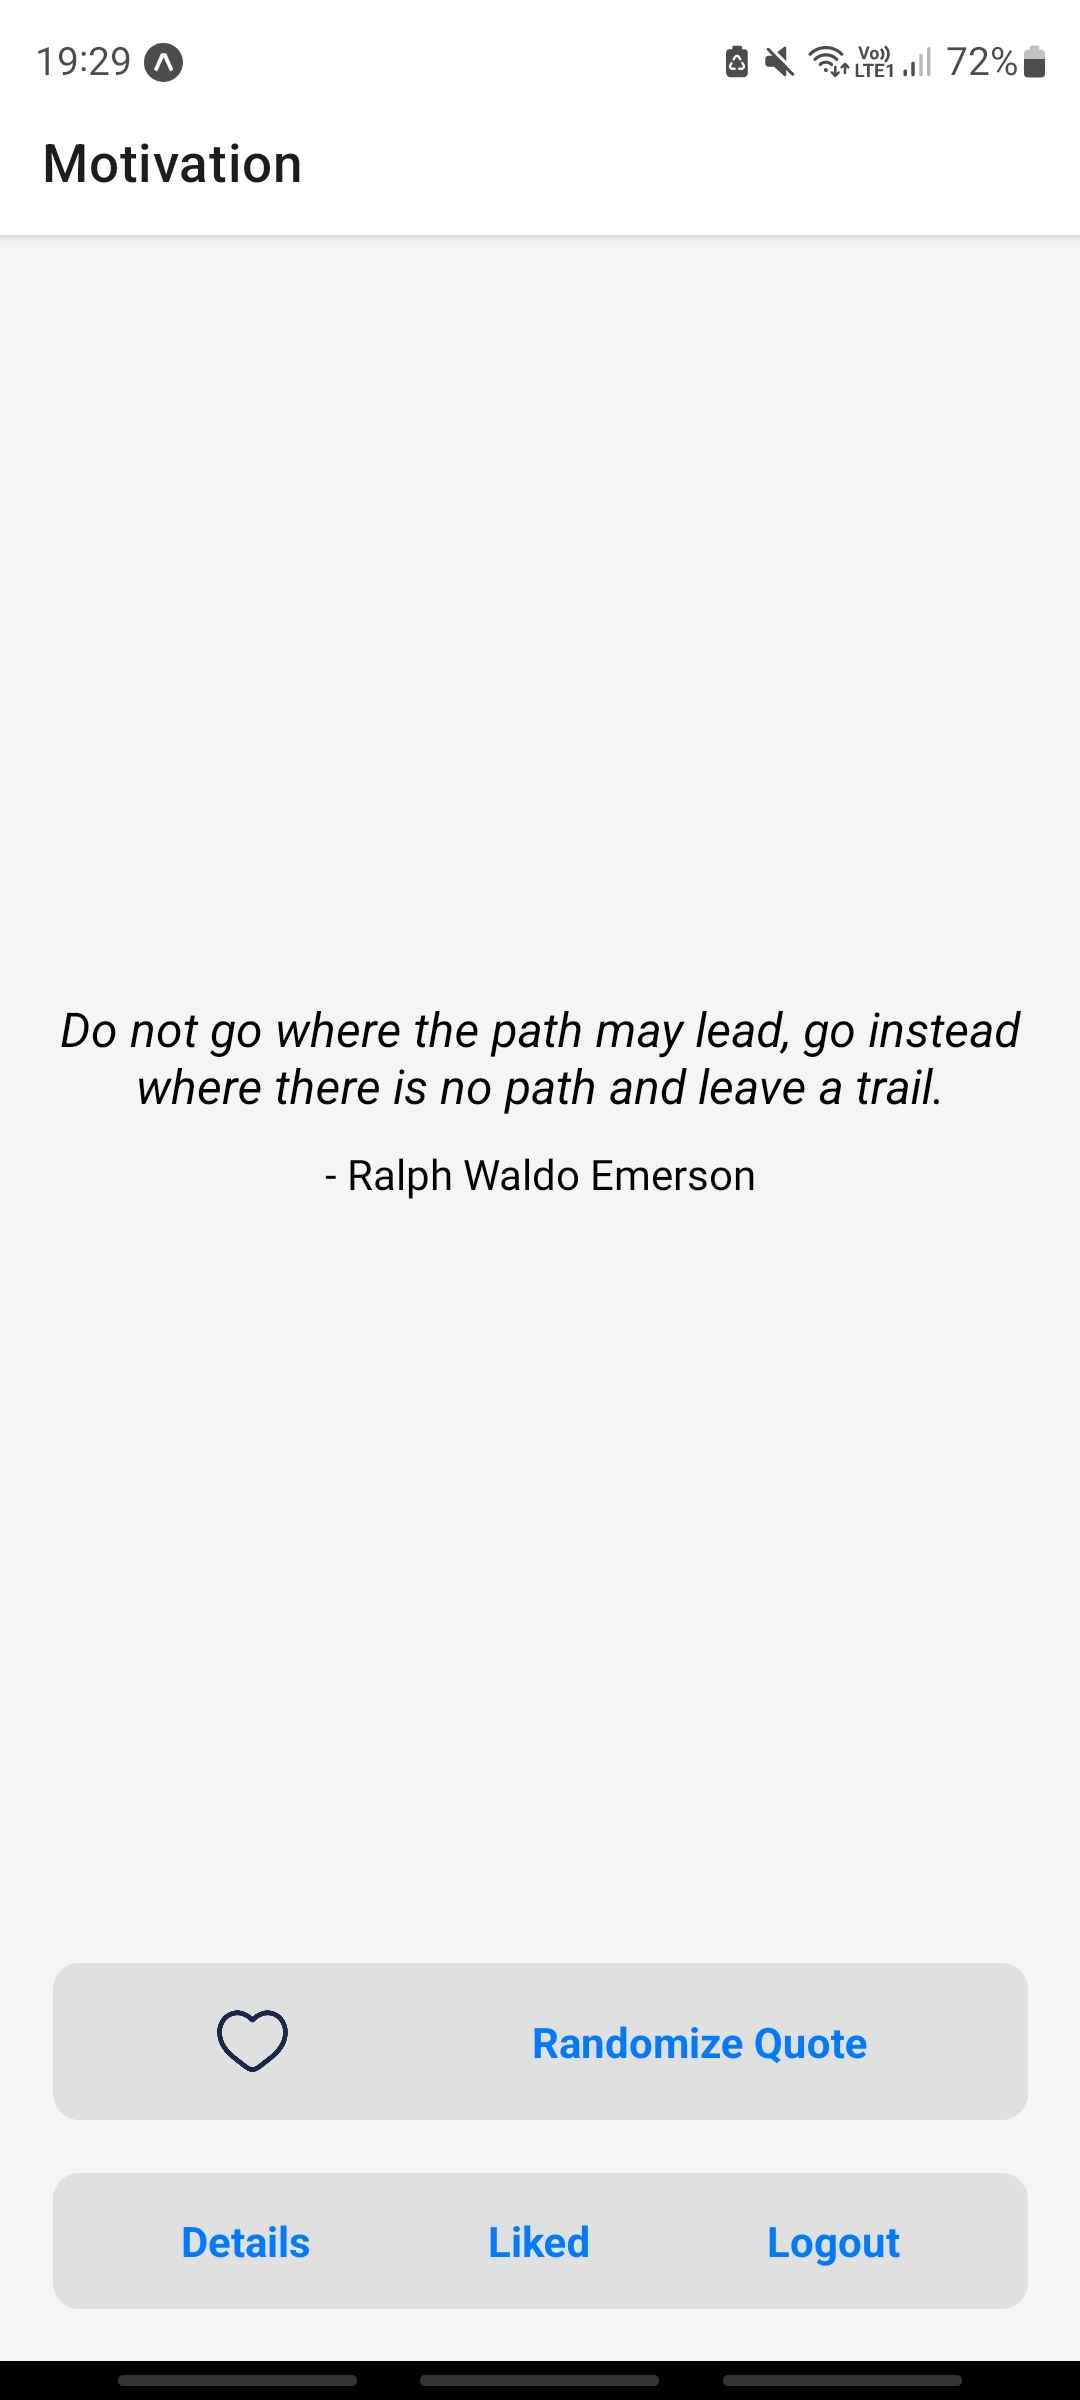 19:29 Vo)) LTE1 72%
Motivation
Do not go where the path may lead, go instead
where there is no path and leave a trail.
- Ralph Waldo Emerson
Randomize Quote
Details Liked Logout